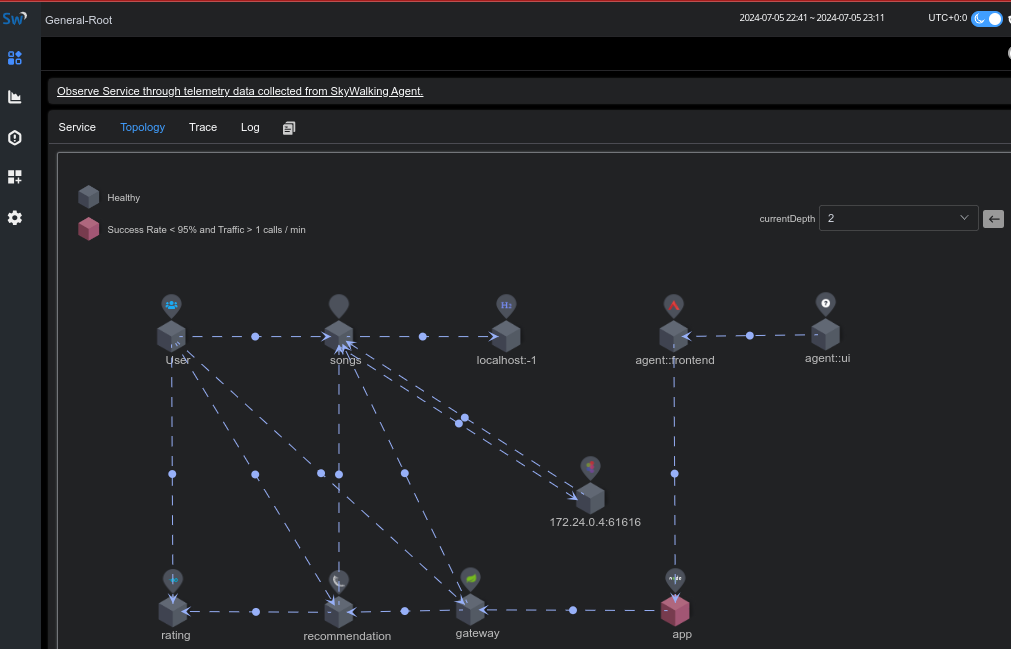 Sw
General-Root
2024-07-05 22:41 ~ 2024-07-05 23:11
UTC+0:0
Observe Service through telemetry data collected from SkyWalking Agent.
Service Topology Trace Log
Healthy
Success Rate < 95% and Traffic > 1 calls / min
currentDepth 2
H2
?
User songs localhost:-1 agent::frontend agent::ui
172.24.0.4:61616
rating recommendation gateway app